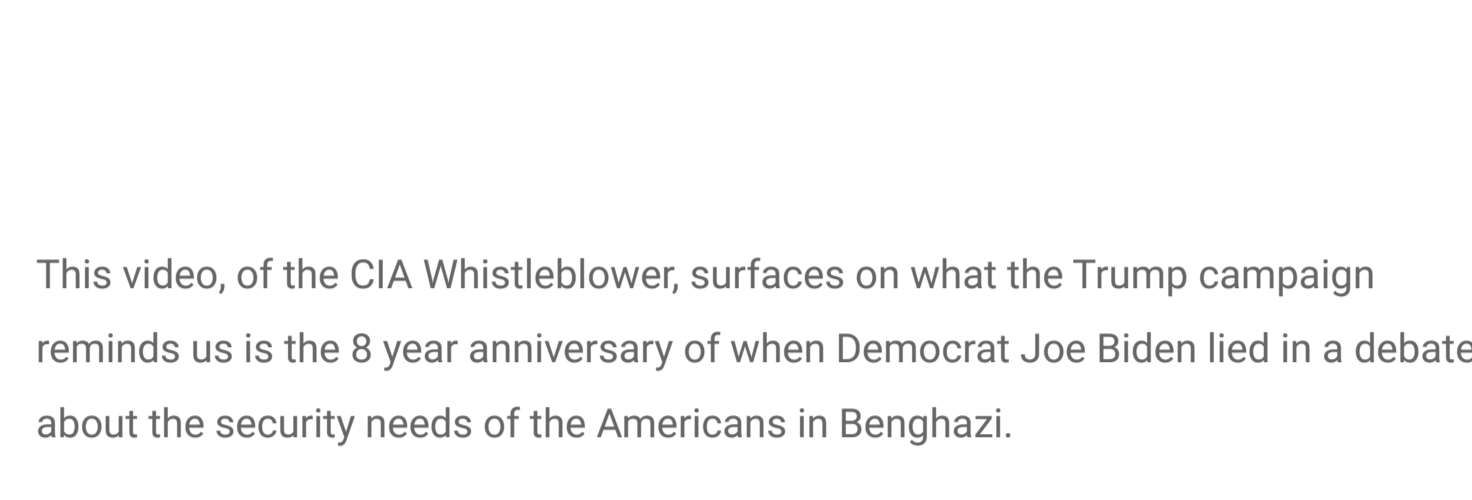 This video, of the CIA Whistleblower, surfaces on what the Trump campaign
reminds us is the 8 year anniversary of when Democrat Joe Biden lied in a debate
about the security needs of the Americans in Benghazi.